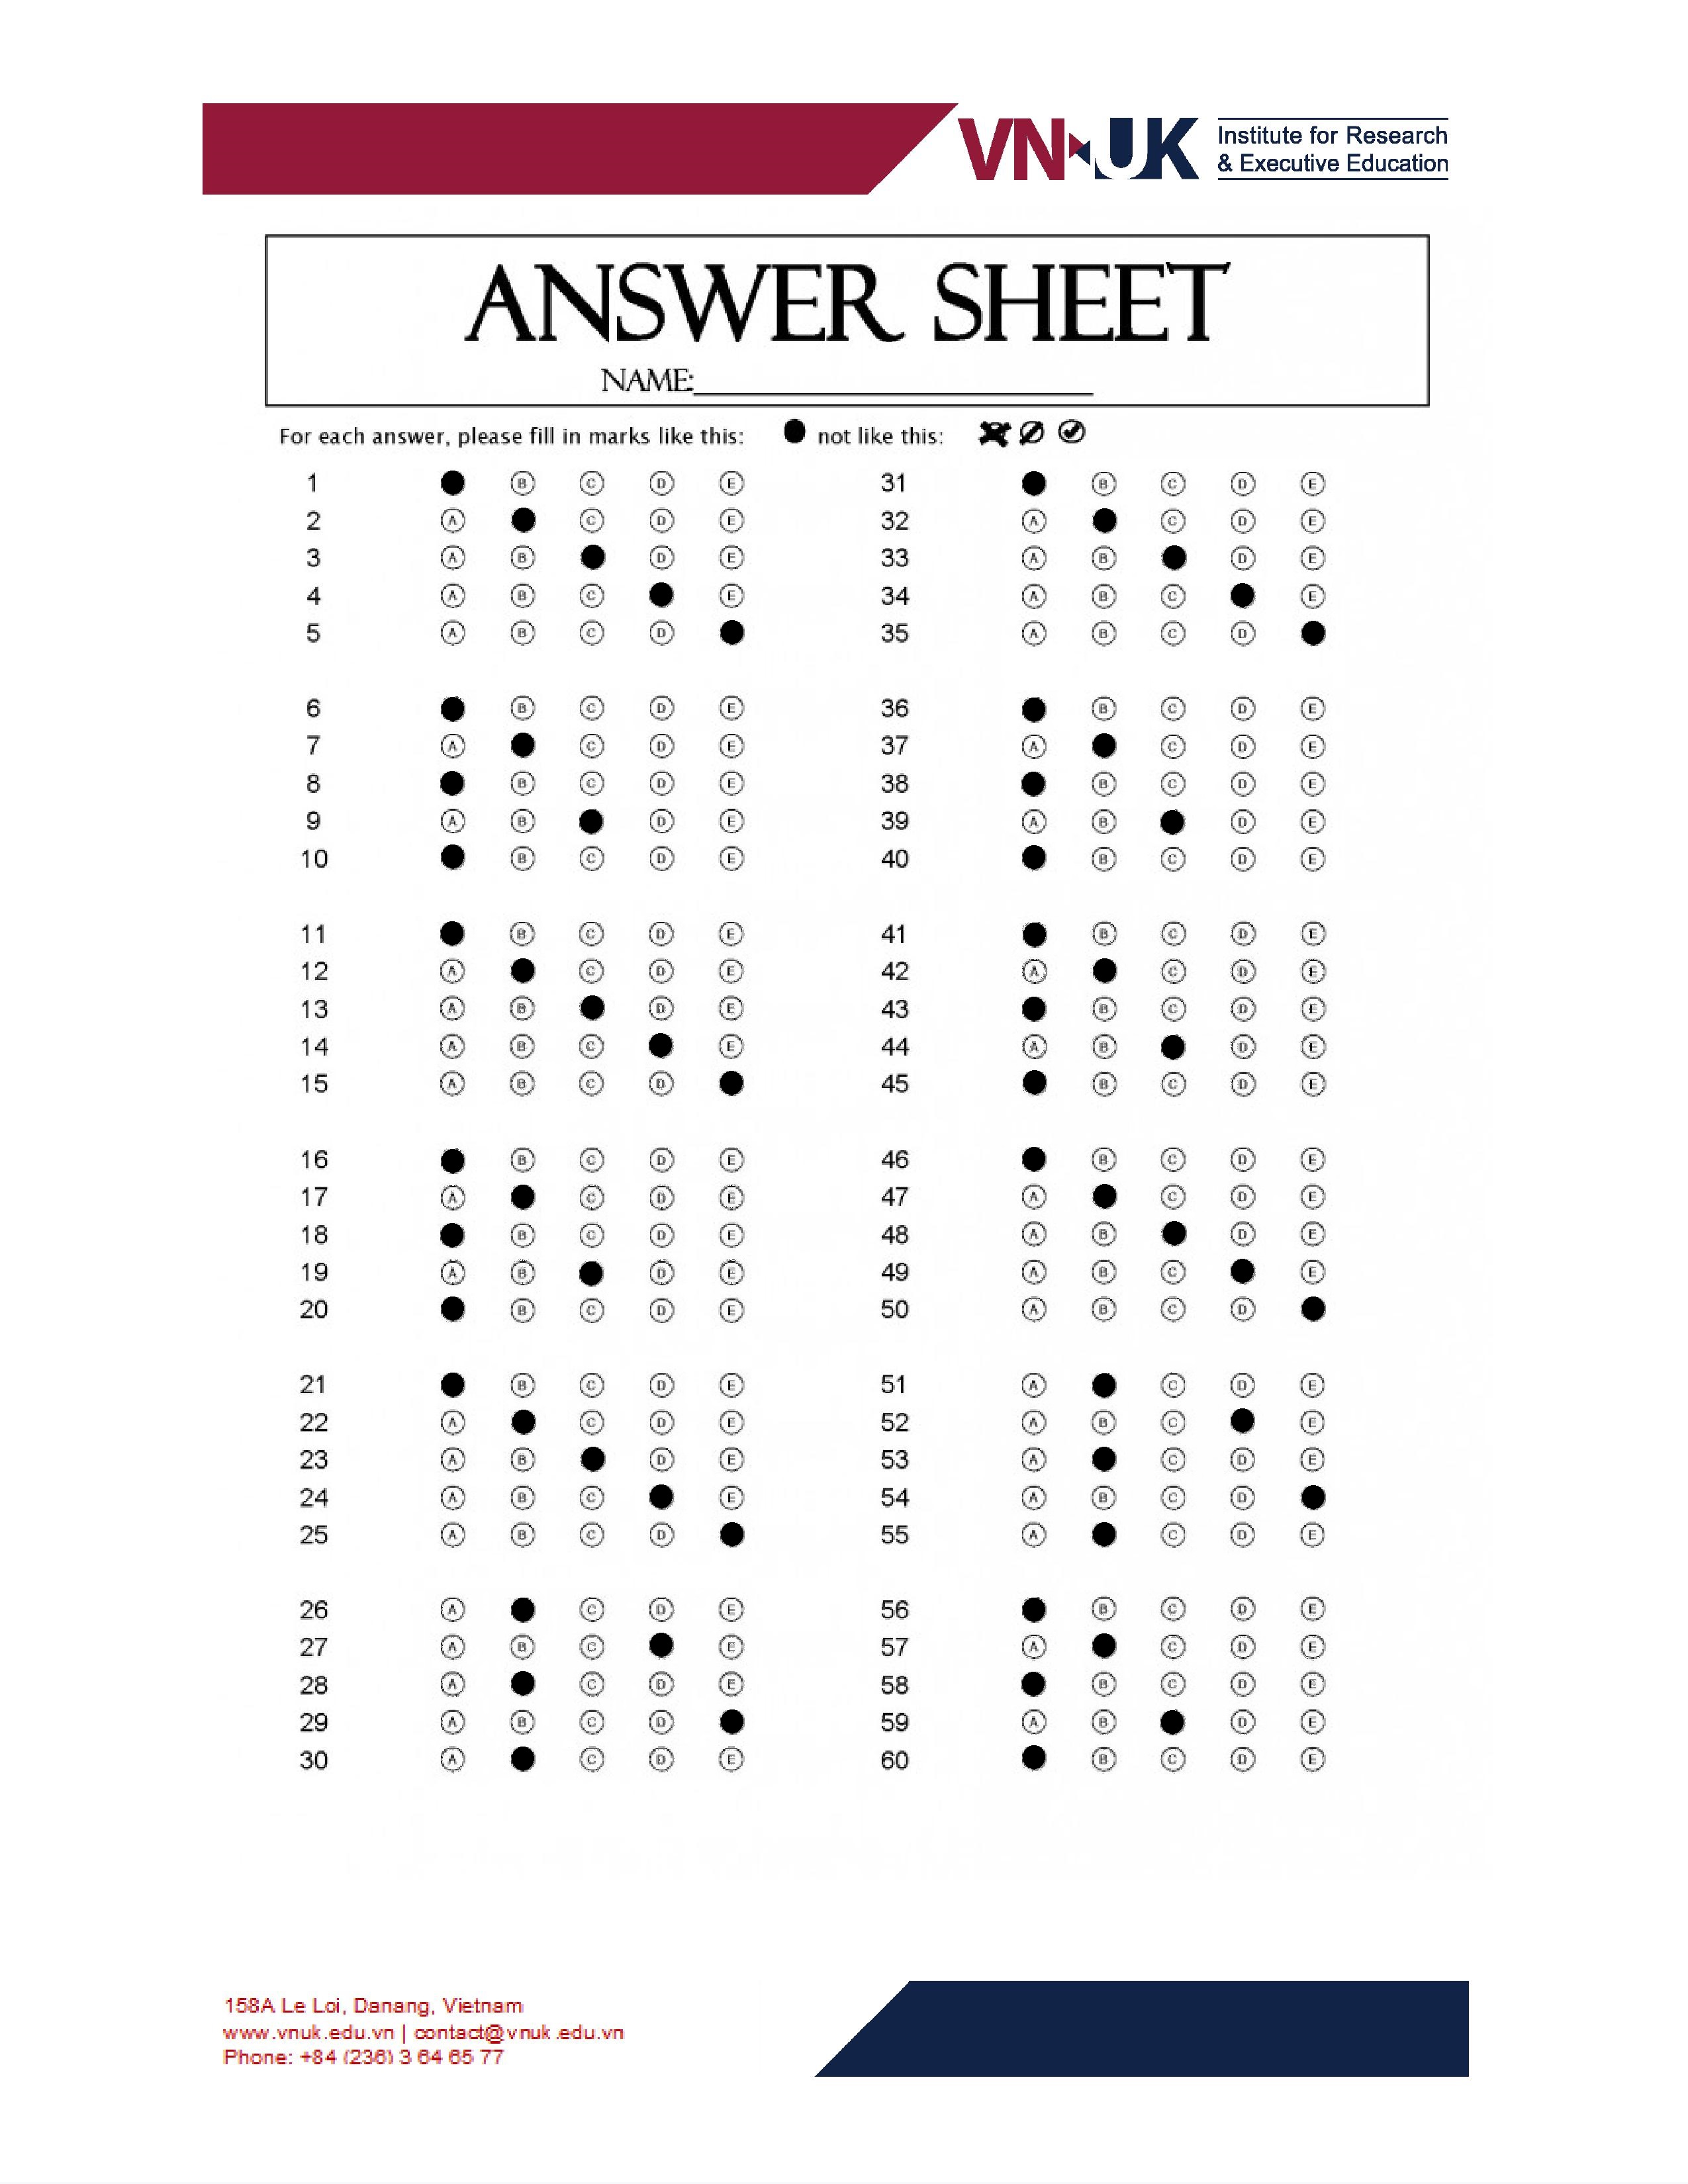 VN UK Institute for Research
& Executive Education
ANSWER SHEET
NAME:
For each answer, please fill in marks like this: not like this:
1 B C D E 31 B C D E
2 A C D E 32 A C D E
3 A B D E 33 A B D E
4 A B C E 34 A B C E
5 A B C D 35 A B C D
6 B C D E 36 B C D E
7 A C D E 37 A C D E
8 B C D E 38 B C D E
9 A B D E 39 A B D E
10 B C D E 40 B C D E
11 B C D E 41 B C D E
12 A C D E 42 A C D E
13 A B D E 43 B C D E
14 A B C E 44 A B D E
15 A B C D 45 B C D E
16 B C D E 46 B C D E
17 A C D E 47 A C D E
18 B C D E 48 A B D E
19 A B D E 49 A B C E
20 B C D E 50 A B C D
21 B C D E 51 A C D E
22 A C D E 52 A B C E
23 A B D E 53 A C D E
24 A B C E 54 A B C D
25 A B C D 55 A C D E
26 A C D E 56 B C D E
27 A B C E 57 A C D E
28 A C D E 58 B C D E
29 A B C D 59 A B D E
30 A C D E 60 B C D E
158A Le Loi, Danang, Vietnam
www.vnuk.edu.vn | contact@vnuk.edu.vn
Phone: +84 (236) 3 64 65 77